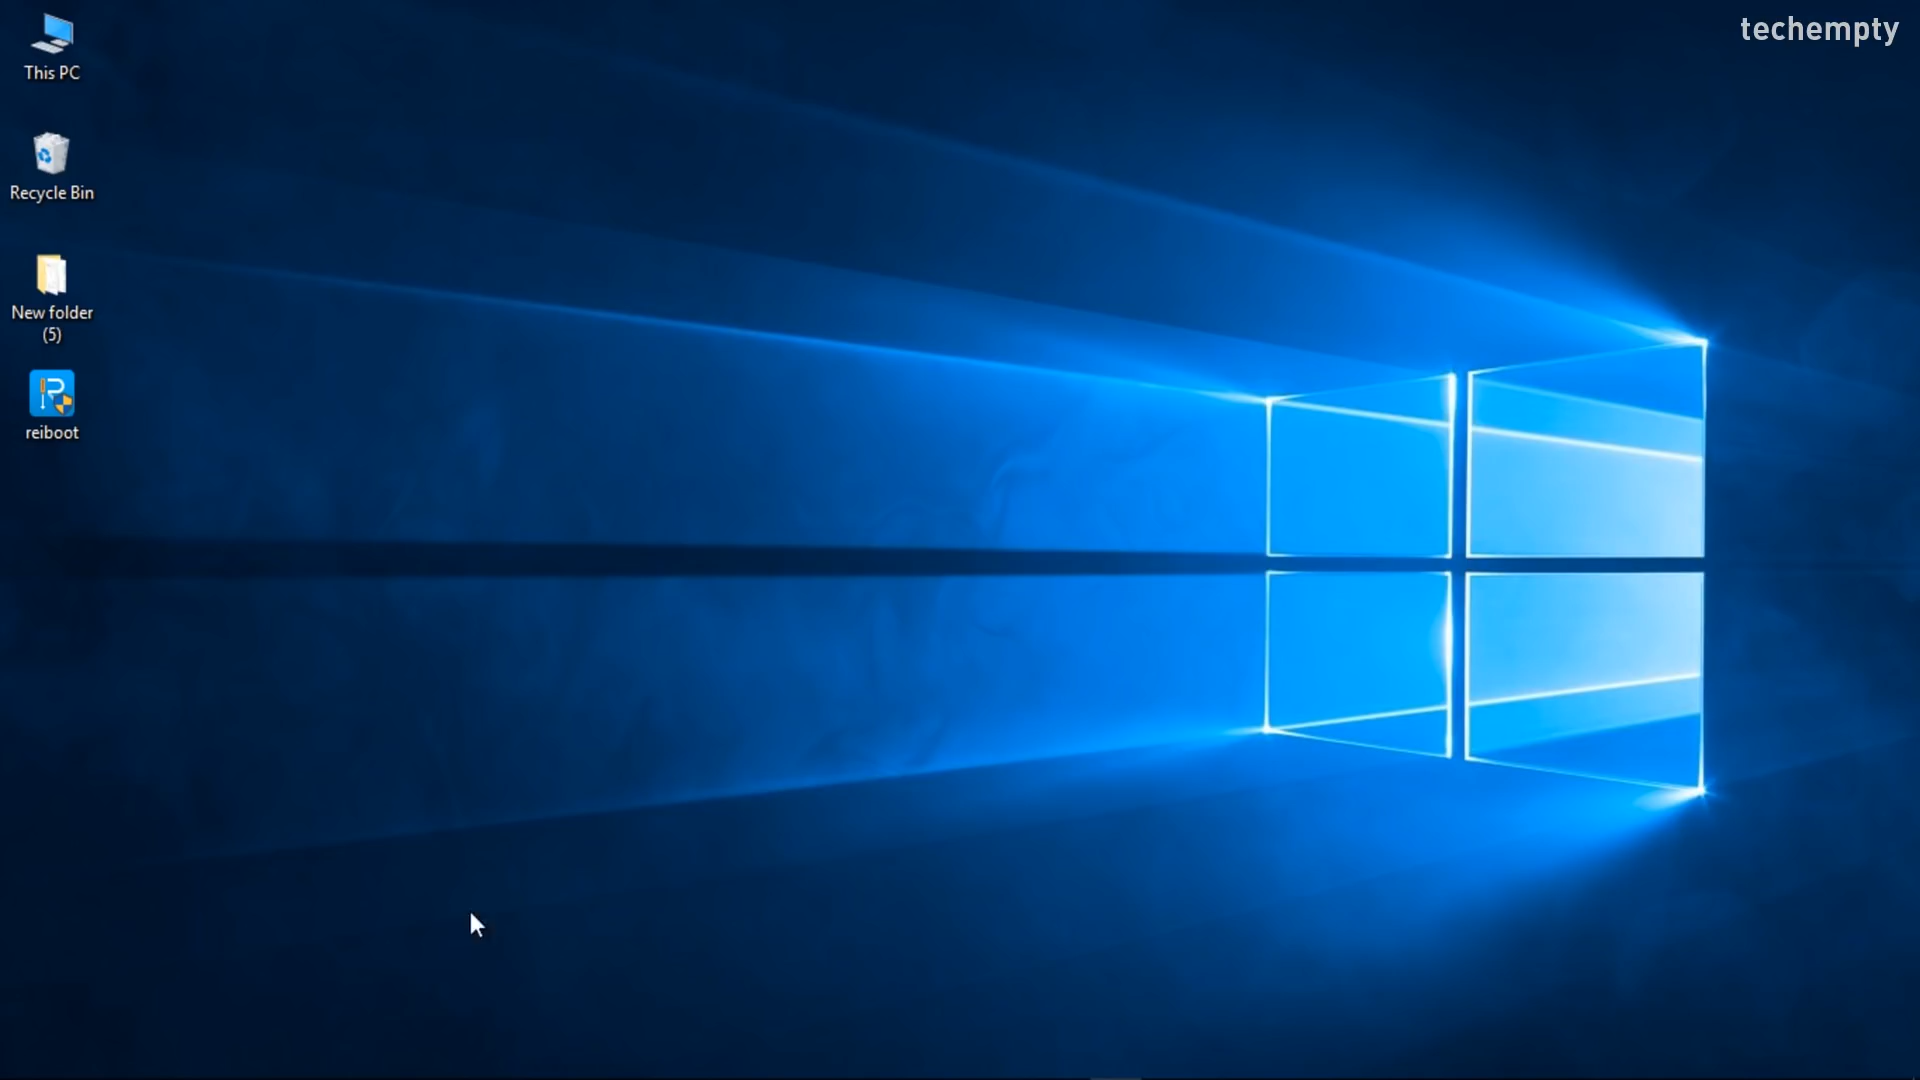 techempty
This PC
Recycle Bin
New folder
(5)
reiboot